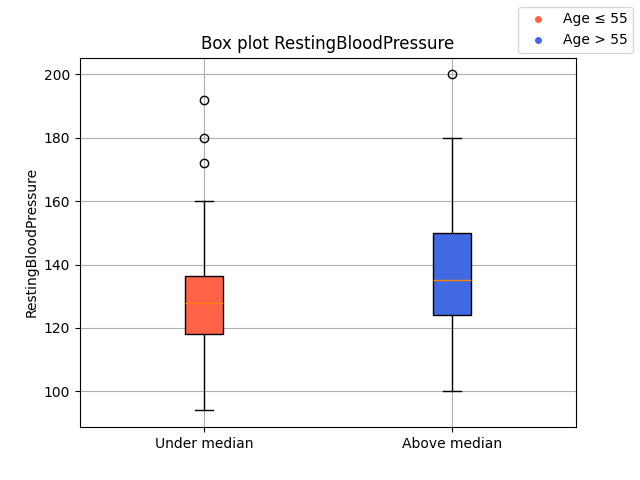 Age ≤ 55
Age > 55
Box plot RestingBloodPressure
200
180
160
140
120
100
RestingBloodPressure
Under median
Above median